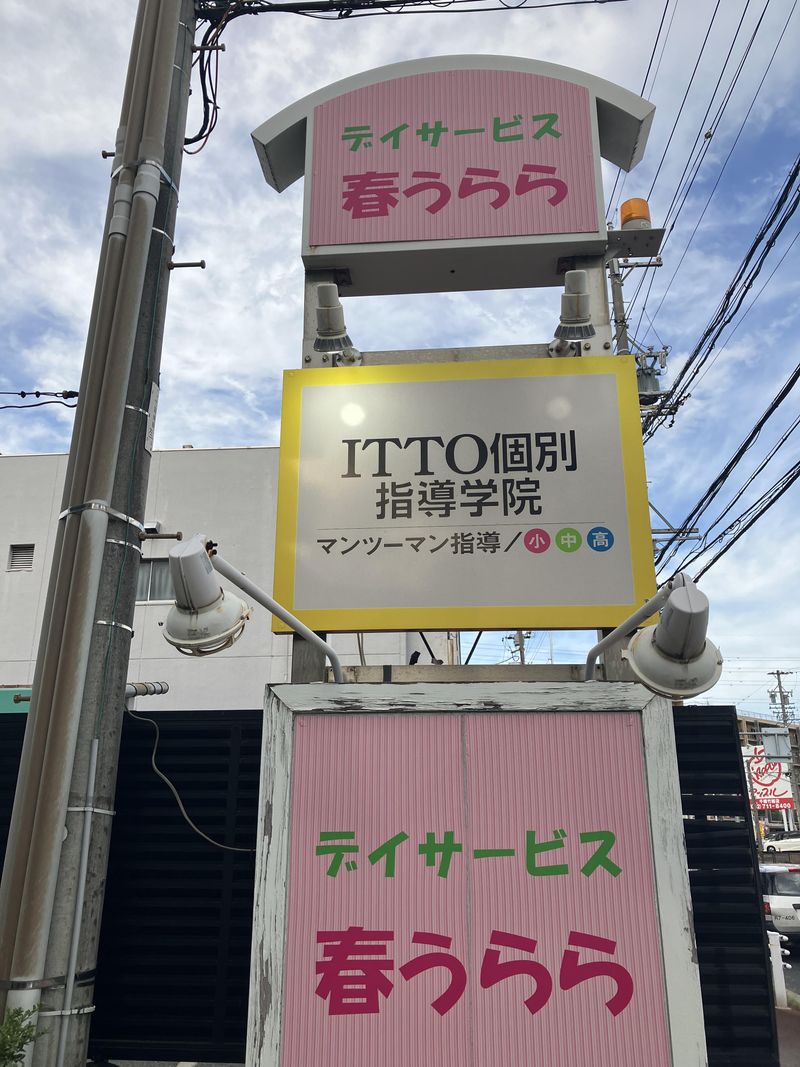 デイサービス
春うらら
ITTO個別
指導学院
マンツーマン指導/小中高
デイサービス
春うらら
711-8400